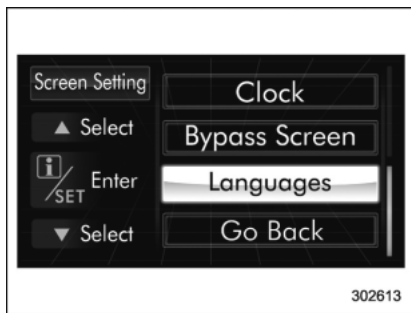 Screen Setting
▲ Select
i/SET Enter
▼ Select
Clock
Bypass Screen
Languages
Go Back
302613